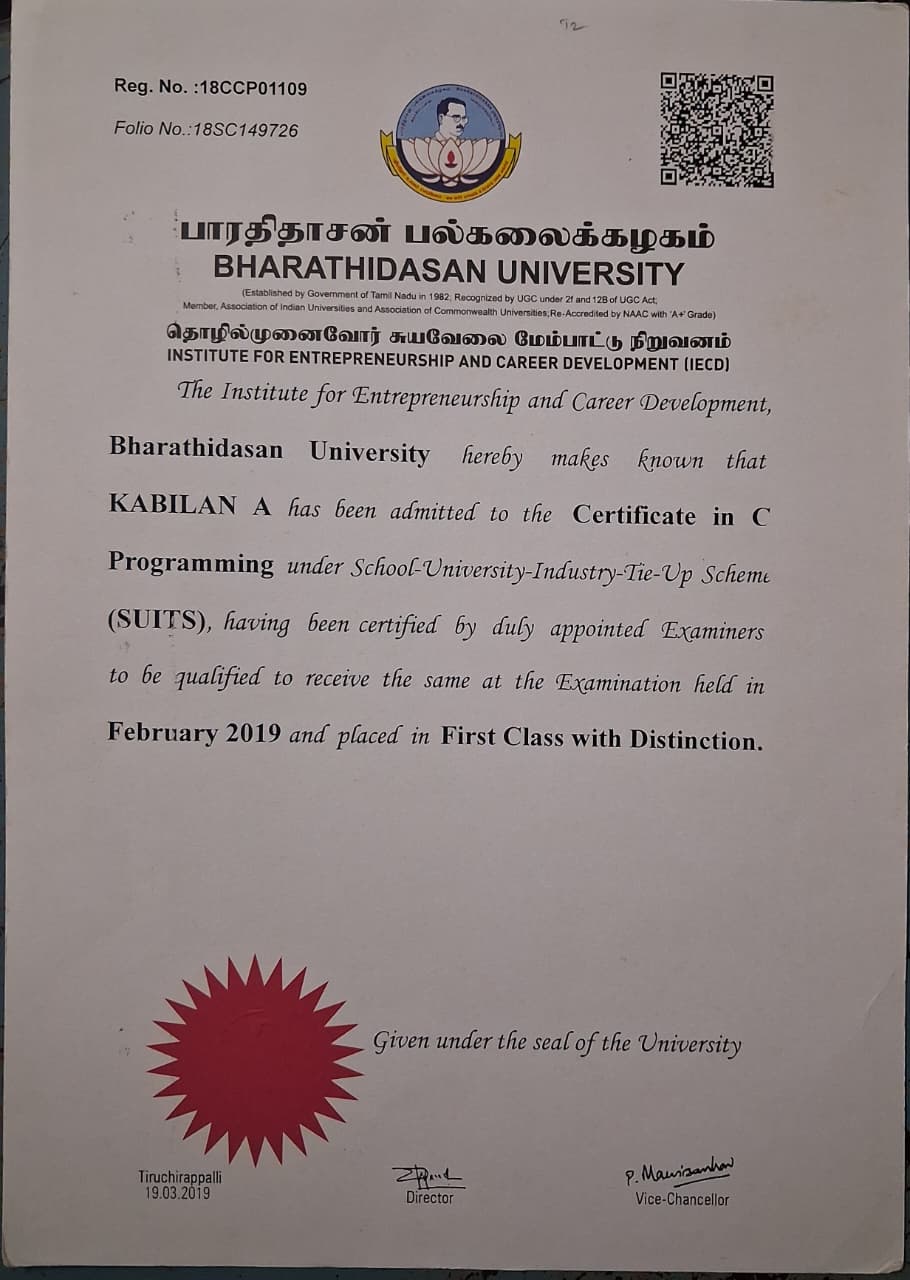 92
Reg. No. :18CCP01109
Folio No.:18SC149726
பாரதிதாசன் பல்கலைக்கழகம்
BHARATHIDASAN UNIVERSITY
(Established by Government of Tamil Nadu in 1982; Recognized by UGC under 2f and 12B of UGC Act;
Member, Association of Indian Universities and Association of Commonwealth Universities;Re-Accredited by NAAC with 'A+' Grade)
தொழில்முனைவோர் சுயவேலை மேம்பாட்டு நிறுவனம்
INSTITUTE FOR ENTREPRENEURSHIP AND CAREER DEVELOPMENT (IECD)
The Institute for Entrepreneurship and Career Development,
Bharathidasan University hereby makes known that
KABILAN A has been admitted to the Certificate in C
Programming under School-University-Industry-Tie-Up Scheme
(SUITS), having been certified by duly appointed Examiners
to be qualified to receive the same at the Examination held in
February 2019 and placed in First Class with Distinction.
Given under the seal of the University
Tiruchirappalli
19.03.2019
Director
Vice-Chancellor